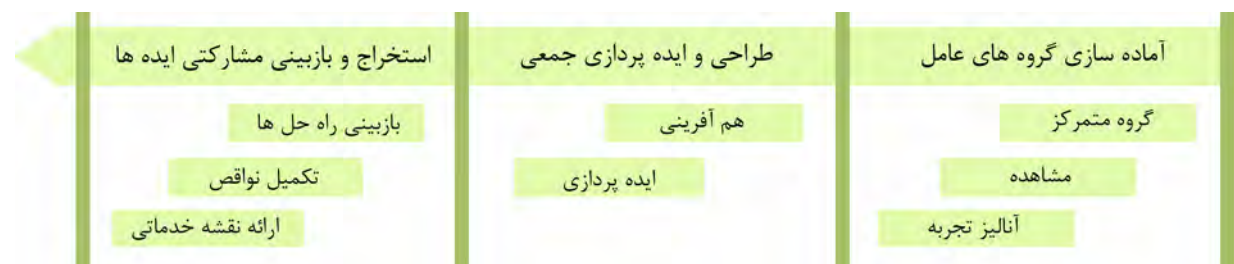 آماده سازی گروه های عامل
گروه متمرکز
مشاهده
آنالیز تجربه
طراحی و ایده پردازی جمعی
هم آفرینی
ایده پردازی
استخراج و بازبینی مشارکتی ایده ها
بازبینی راه حل ها
تکمیل نواقص
ارائه نقشه خدماتی